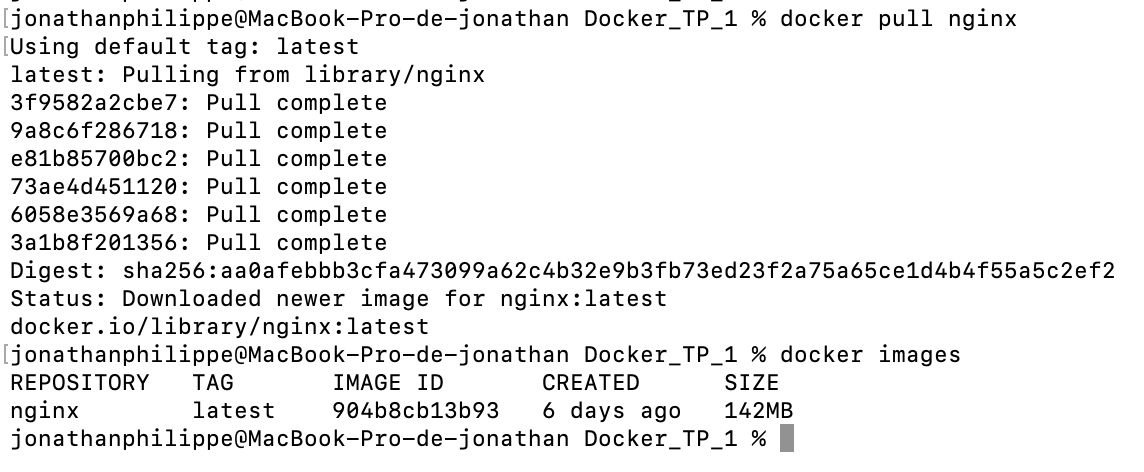 [jonathanphilippe@MacBook-Pro-de-jonathan Docker_TP_1 % docker pull nginx
[Using default tag: latest
latest: Pulling from library/nginx
3f9582a2cbe7: Pull complete
9a8c6f286718: Pull complete
e81b85700bc2: Pull complete
73ae4d451120: Pull complete
6058e3569a68: Pull complete
3a1b8f201356: Pull complete
Digest: sha256:aa0afebbb3cfa473099a62c4b32e9b3fb73ed23f2a75a65ce1d4b4f55a5c2ef2
Status: Downloaded newer image for nginx:latest
docker.io/library/nginx:latest
[jonathanphilippe@MacBook-Pro-de-jonathan Docker_TP_1 % docker images
REPOSITORY   TAG       IMAGE ID       CREATED      SIZE
nginx        latest    904b8cb13b93   6 days ago   142MB
jonathanphilippe@MacBook-Pro-de-jonathan Docker_TP_1 %